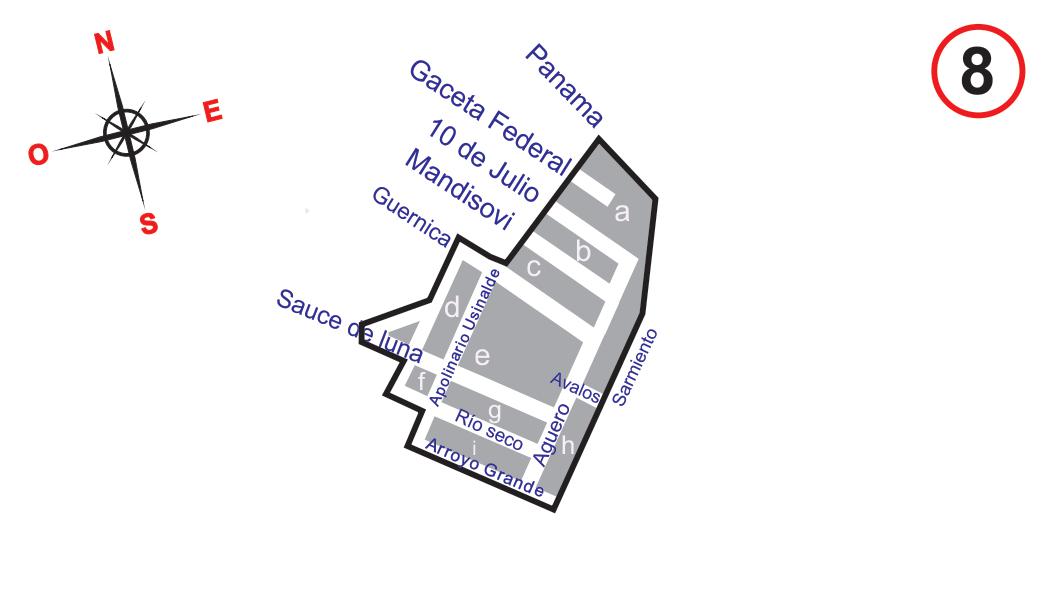 N
E
O
S
8
Panama
Gaceta Federal
10 de Julio
Mandisovi
Guernica
Sauce de luna
Apolinario Usinalde
Avalos
Sarmiento
Aguero
Río seco
Arroyo Grande
a
b
c
d
e
f
g
h
i